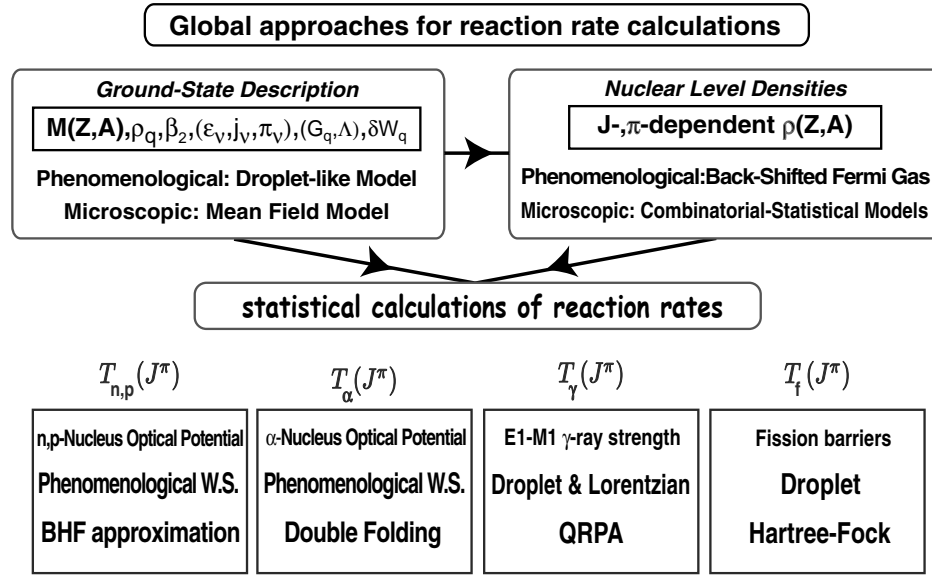 Global approaches for reaction rate calculations
Ground-State Description
M(Z,A),ρq,β2,(εν,jν,πν),(Gq,Λ),δWq
Phenomenological: Droplet-like Model
Microscopic: Mean Field Model
Nuclear Level Densities
J-,π-dependent ρ(Z,A)
Phenomenological:Back-Shifted Fermi Gas
Microscopic: Combinatorial-Statistical Models
statistical calculations of reaction rates
Tn,p(Jπ)
n,p-Nucleus Optical Potential
Phenomenological W.S.
BHF approximation
Tα(Jπ)
α-Nucleus Optical Potential
Phenomenological W.S.
Double Folding
Tγ(Jπ)
E1-M1 γ-ray strength
Droplet & Lorentzian
QRPA
Tf(Jπ)
Fission barriers
Droplet
Hartree-Fock